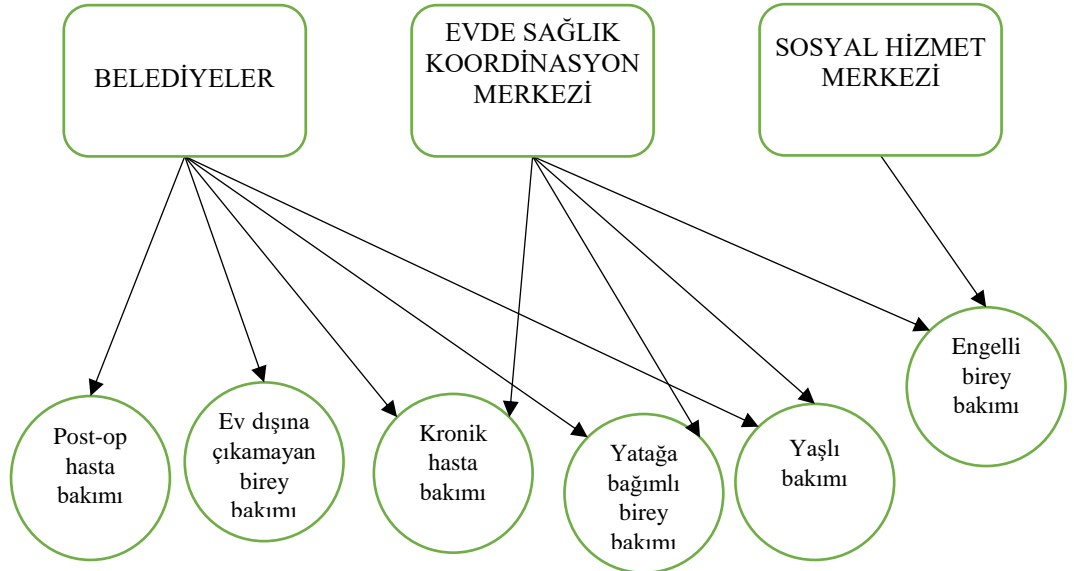 BELEDİYELER
EVDE SAĞLIK
KOORDİNASYON
MERKEZİ
SOSYAL HİZMET
MERKEZİ
Post-op
hasta
bakımı
Ev dışına
çıkamayan
birey
bakımı
Kronik
hasta
bakımı
Yatağa
bağımlı
birey
bakımı
Yaşlı
bakımı
Engelli
birey
bakımı